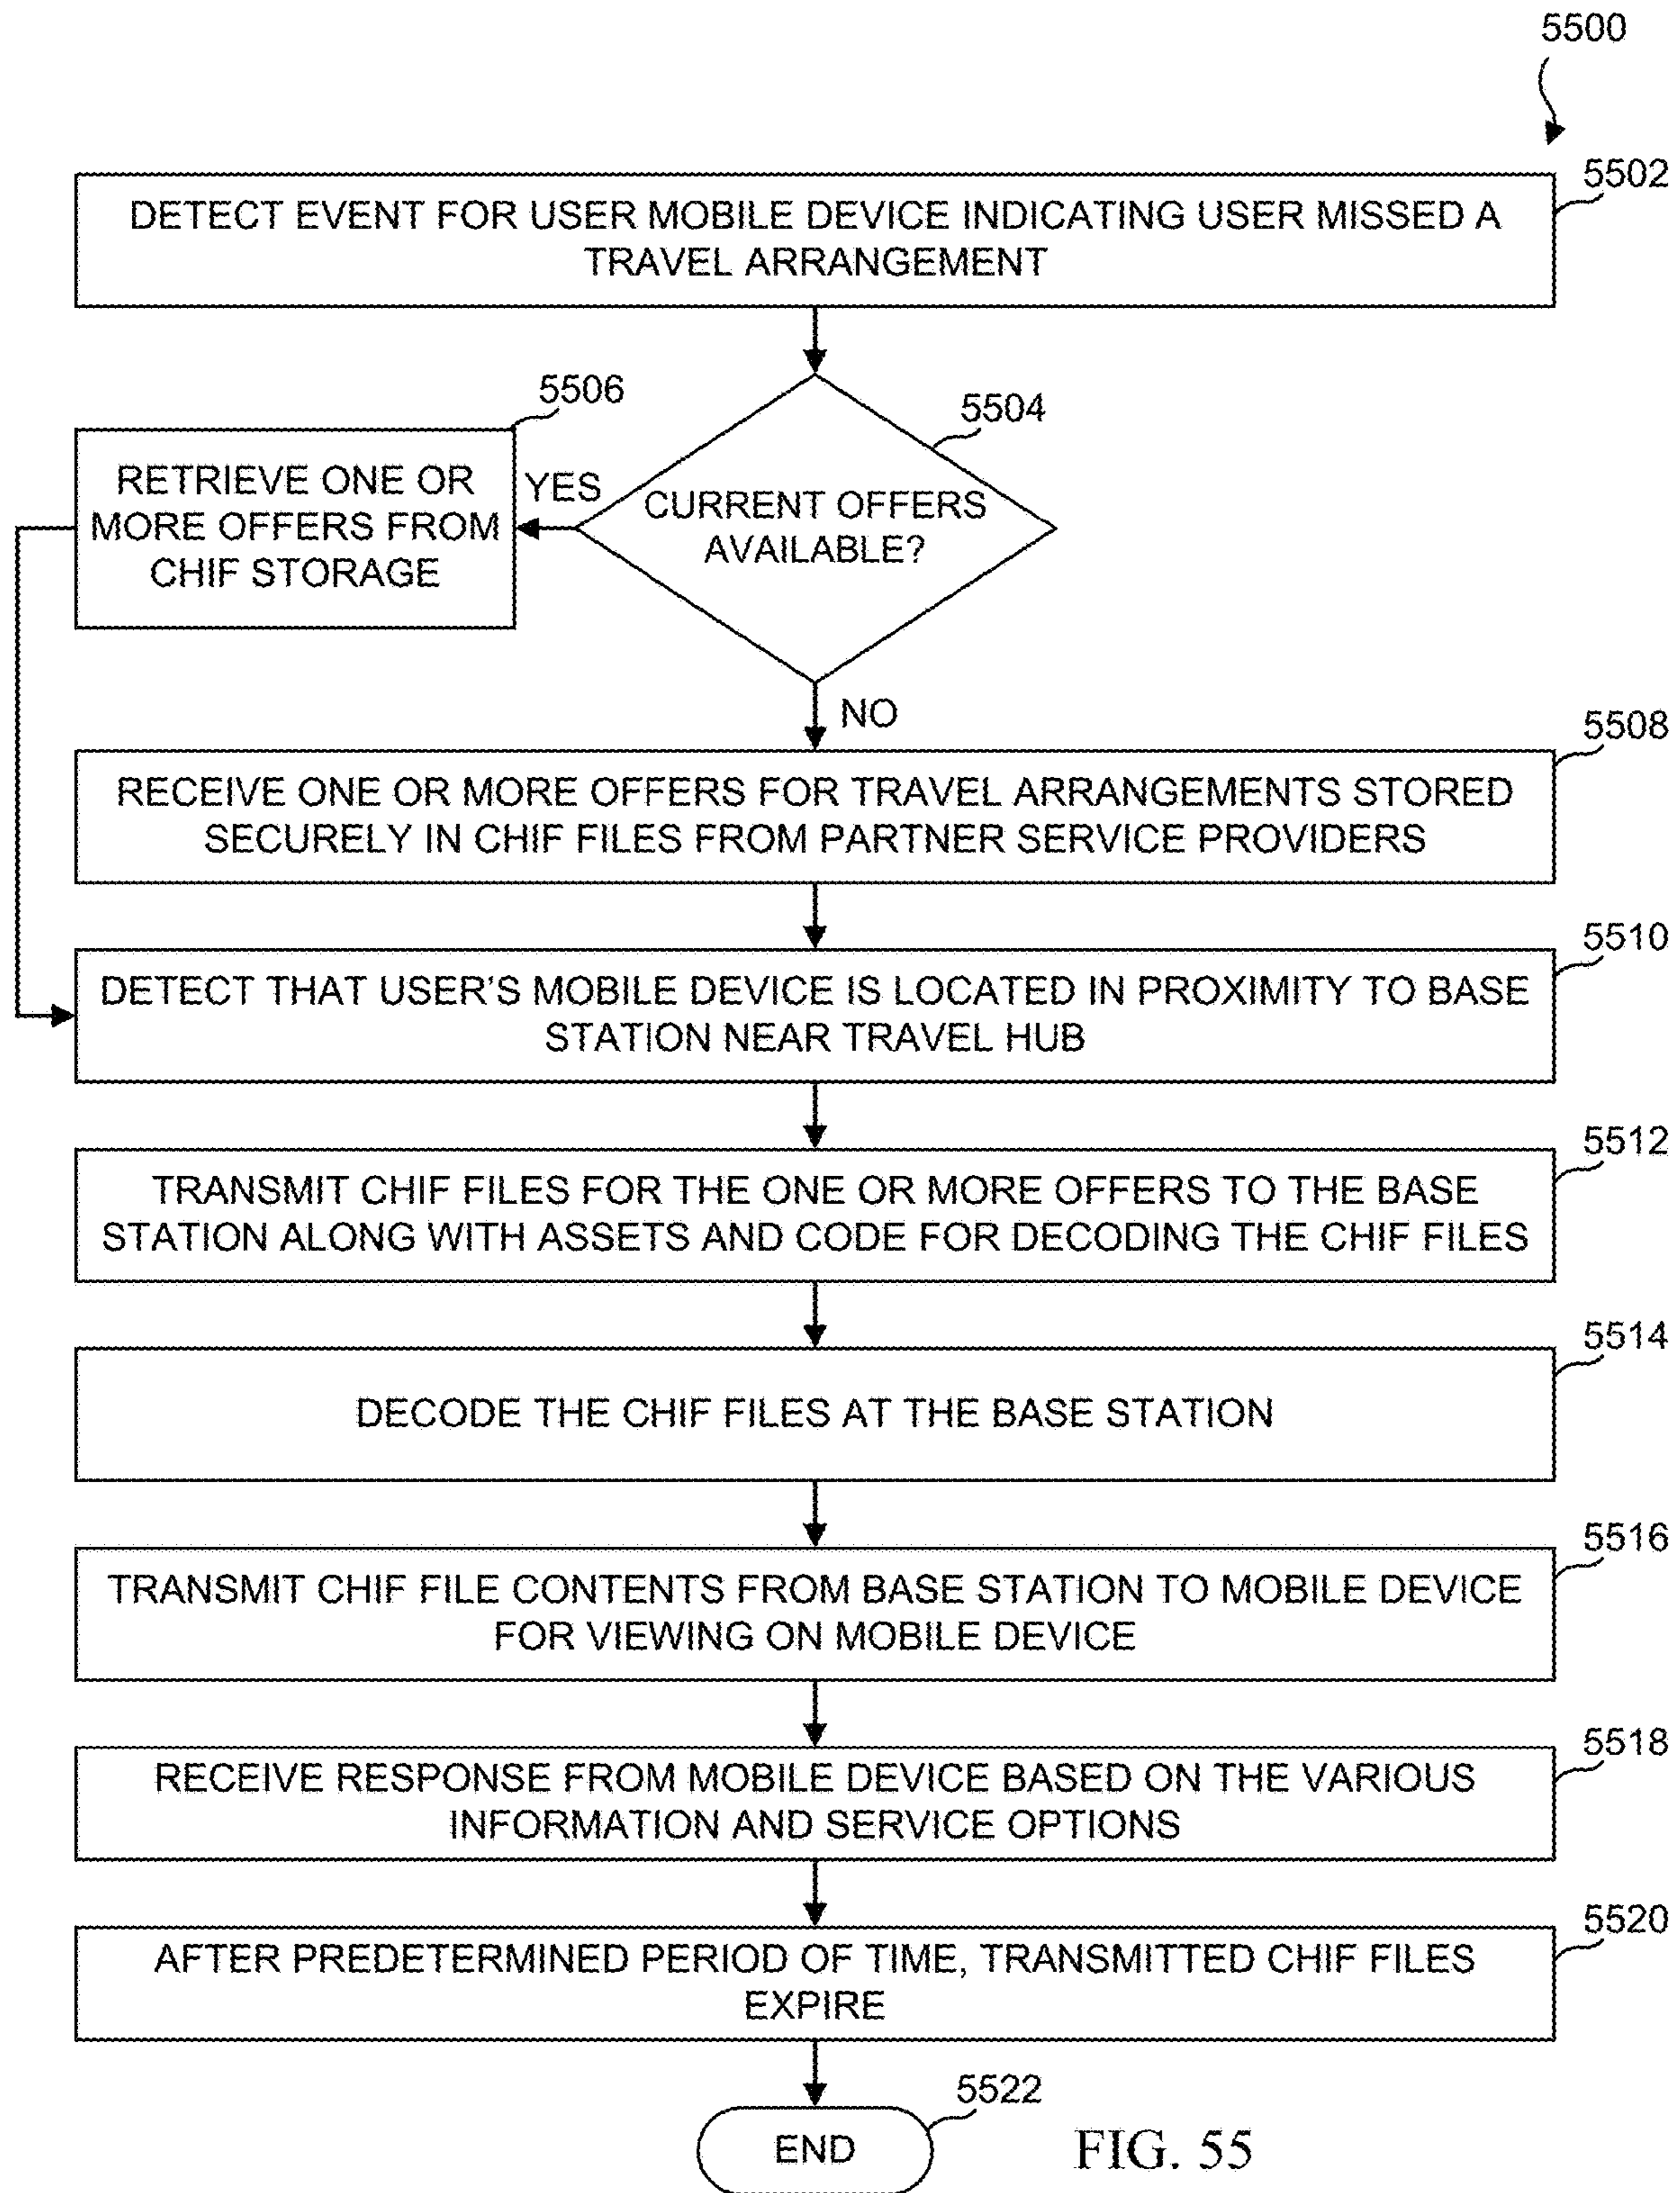 5500
5502
DETECT EVENT FOR USER MOBILE DEVICE INDICATING USER MISSED A
TRAVEL ARRANGEMENT
5506
RETRIEVE ONE OR
MORE OFFERS FROM
CHIF STORAGE
YES
5504
CURRENT OFFERS
AVAILABLE?
NO
5508
RECEIVE ONE OR MORE OFFERS FOR TRAVEL ARRANGEMENTS STORED
SECURELY IN CHIF FILES FROM PARTNER SERVICE PROVIDERS
5510
DETECT THAT USER'S MOBILE DEVICE IS LOCATED IN PROXIMITY TO BASE
STATION NEAR TRAVEL HUB
5512
TRANSMIT CHIF FILES FOR THE ONE OR MORE OFFERS TO THE BASE
STATION ALONG WITH ASSETS AND CODE FOR DECODING THE CHIF FILES
5514
DECODE THE CHIF FILES AT THE BASE STATION
5516
TRANSMIT CHIF FILE CONTENTS FROM BASE STATION TO MOBILE DEVICE
FOR VIEWING ON MOBILE DEVICE
5518
RECEIVE RESPONSE FROM MOBILE DEVICE BASED ON THE VARIOUS
INFORMATION AND SERVICE OPTIONS
5520
AFTER PREDETERMINED PERIOD OF TIME, TRANSMITTED CHIF FILES
EXPIRE
5522
END
FIG. 55